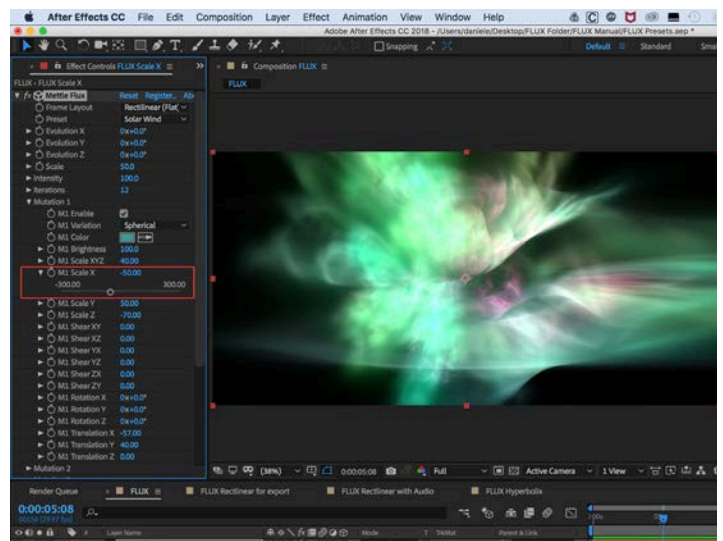 After Effects CC File Edit Composition Layer Effect Animation View Window Help
Adobe After Effects CC 2018 - /Users/daniele/Desktop/FLUX Folder/FLUX Manual/FLUX Presets.aep *
Snapping Default Standard Smal
Effect Controls FLUX Scale X
Composition FLUX
FLUX - FLUX Scale X
FLUX
fx Mettle Flux Reset Register... Abo
Frame Layout Rectilinear (Flat)
Preset Solar Wind
Evolution X 0x+0.0°
Evolution Y 0x+0.0°
Evolution Z 0x+0.0°
Scale 50.0
Intensity 100.0
Iterations 12
Mutation 1
M1 Enable
M1 Variation Spherical
M1 Color
M1 Brightness 100.0
M1 Scale XYZ 40.00
M1 Scale X -50.00
-300.00 300.00
M1 Scale Y 50.00
M1 Scale Z -70.00
M1 Shear XY 0.00
M1 Shear XZ 0.00
M1 Shear YX 0.00
M1 Shear YZ 0.00
M1 Shear ZX 0.00
M1 Shear ZY 0.00
M1 Rotation X 0x+0.0°
M1 Rotation Y 0x+0.0°
M1 Rotation Z 0x+0.0°
M1 Translation X -57.00
M1 Translation Y 40.00
M1 Translation Z 0.00
Mutation 2
(38%) 0:00:05:08 Full Active Camera 1 View
Render Queue FLUX FLUX Rectlinear for export FLUX Rectlinear with Audio FLUX Hyperbolix
0:00:05:08
# Layer Name Mode T TrkMat Parent & Link